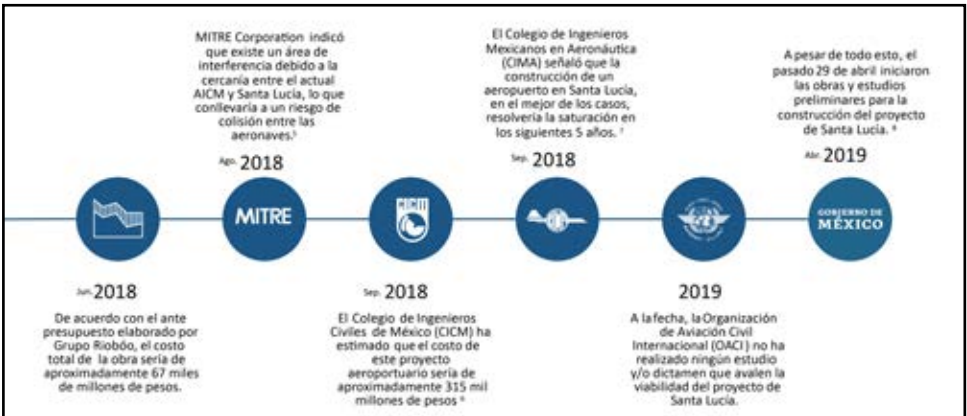 MITRE Corporation indicó
que existe un área de
interferencia debido a la
cercanía entre el actual
AICM y Santa Lucía, lo que
conllevaría a un riesgo de
colisión entre las
aeronaves.⁵
Ago. 2018
El Colegio de Ingenieros
Mexicanos en Aeronáutica
(CIMA) señaló que la
construcción de un
aeropuerto en Santa Lucía,
en el mejor de los casos,
resolvería la saturación en
los siguientes 5 años. ⁷
Sep. 2018
A pesar de todo esto, el
pasado 29 de abril iniciaron
las obras y estudios
preliminares para la
construcción del proyecto
de Santa Lucía. ⁸
Abr. 2019
MITRE
CICM
GOBIERNO DE
MÉXICO
Jun. 2018
De acuerdo con el ante
presupuesto elaborado por
Grupo Riobóo, el costo
total de la obra sería de
aproximadamente 67 miles
de millones de pesos.
Sep. 2018
El Colegio de Ingenieros
Civiles de México (CICM) ha
estimado que el costo de
este proyecto
aeroportuario sería de
aproximadamente 315 mil
millones de pesos ⁶
2019
A la fecha, la Organización
de Aviación Civil
Internacional (OACI) no ha
realizado ningún estudio
y/o dictamen que avalen la
viabilidad del proyecto de
Santa Lucía.